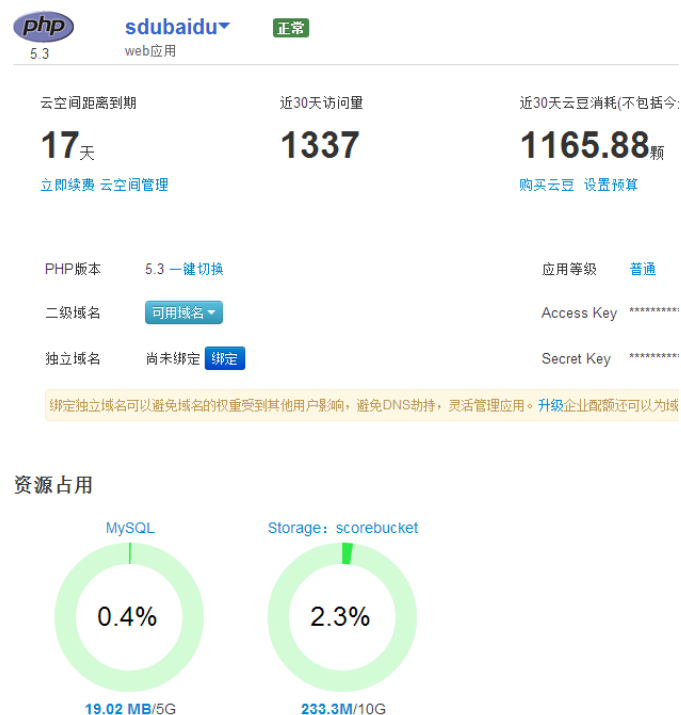 php
sdubaidu
正常
5.3
web应用
云空间距离到期
近30天访问量
近30天云豆消耗(不包括今
17天
1337
1165.88颗
立即续费 云空间管理
购买云豆 设置预算
PHP版本 5.3 一键切换
应用等级 普通
二级域名 可用域名
Access Key **********
独立域名 尚未绑定 绑定
Secret Key **********
绑定独立域名可以避免域名的权重受到其他用户影响，避免DNS劫持，灵活管理应用。升级企业配额还可以为域
资源占用
MySQL
Storage：scorebucket
0.4%
2.3%
19.02 MB/5G
233.3M/10G